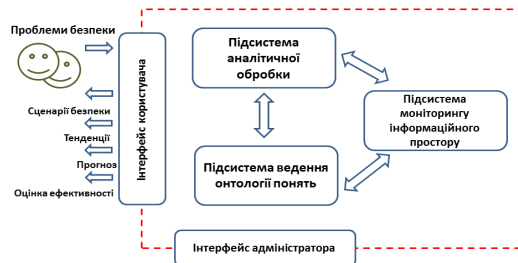 Проблеми безпеки
Сценарії безпеки
Тенденції
Прогноз
Оцінка ефективності
Інтерфейс користувача
Підсистема
аналітичної
обробки
Підсистема ведення
онтології понять
Підсистема
моніторингу
інформаційного
простору
Інтерфейс адміністратора